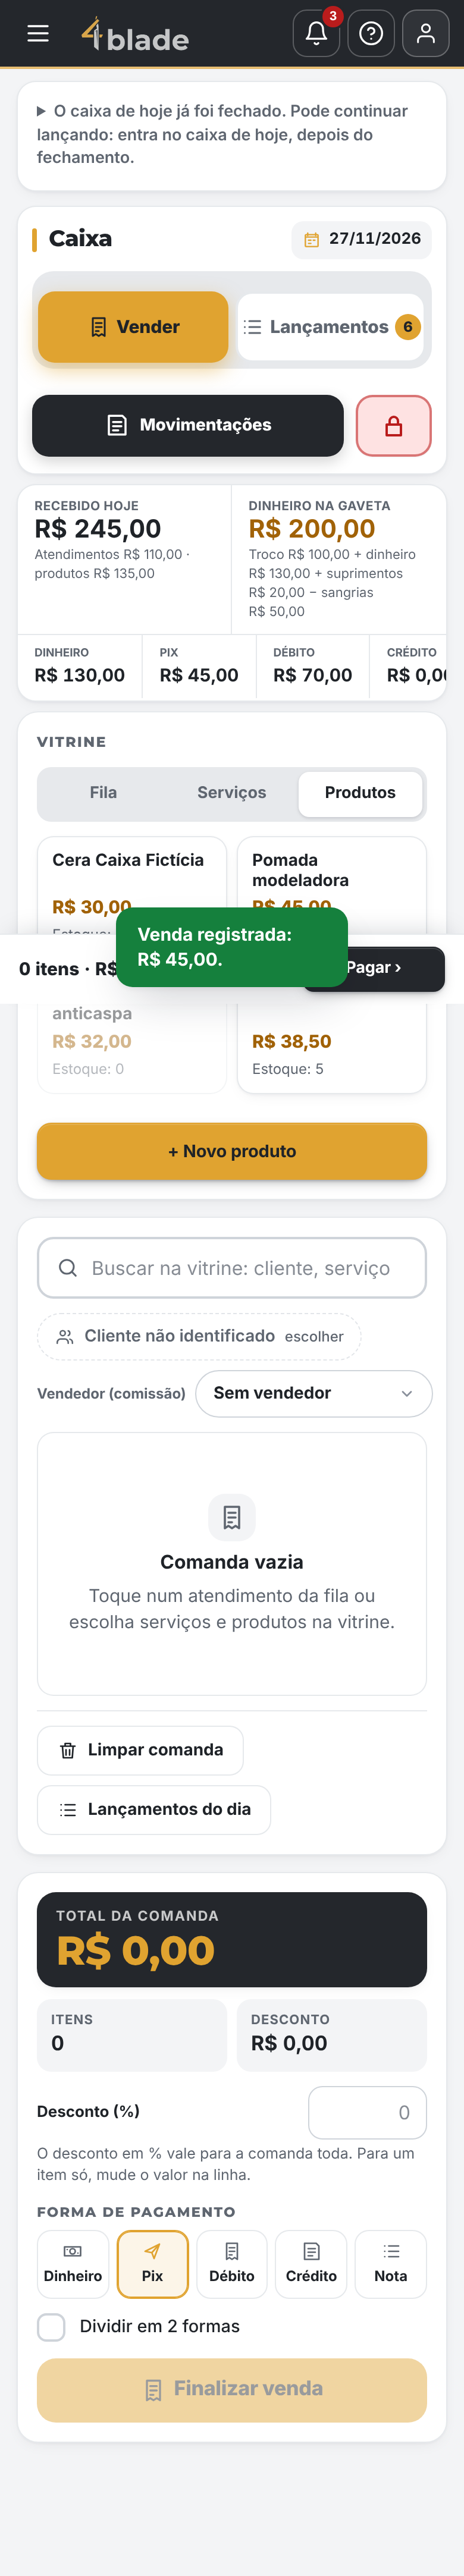 4blade
3
▶ O caixa de hoje já foi fechado. Pode continuar
lançando: entra no caixa de hoje, depois do
fechamento.
Caixa
27/11/2026
Vender
Lançamentos 6
Movimentações
RECEBIDO HOJE
R$ 245,00
Atendimentos R$ 110,00 ·
produtos R$ 135,00
DINHEIRO NA GAVETA
R$ 200,00
Troco R$ 100,00 + dinheiro
R$ 130,00 + suprimentos
R$ 20,00 − sangrias
R$ 50,00
DINHEIRO
R$ 130,00
PIX
R$ 45,00
DÉBITO
R$ 70,00
CRÉDITO
R$ 0,0
VITRINE
Fila
Serviços
Produtos
Cera Caixa Fictícia
R$ 30,00
Pomada
modeladora
R$ 45,00
Venda registrada:
R$ 45,00.
0 itens · R$
Pagar ›
anticaspa
R$ 32,00
Estoque: 0
R$ 38,50
Estoque: 5
+ Novo produto
Buscar na vitrine: cliente, serviço
Cliente não identificado escolher
Vendedor (comissão)
Sem vendedor
Comanda vazia
Toque num atendimento da fila ou
escolha serviços e produtos na vitrine.
Limpar comanda
Lançamentos do dia
TOTAL DA COMANDA
R$ 0,00
ITENS
0
DESCONTO
R$ 0,00
Desconto (%)
0
O desconto em % vale para a comanda toda. Para um
item só, mude o valor na linha.
FORMA DE PAGAMENTO
Dinheiro
Pix
Débito
Crédito
Nota
Dividir em 2 formas
Finalizar venda